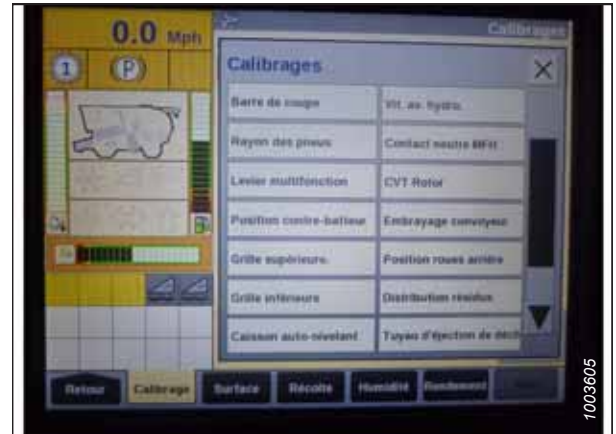 0.0 Mph
Calibrages
1
P
Calibrages
Barre de coupe
Vit. av. hydro.
Rayon des pneus
Contact neutre MFH
Levier multifonction
CVT Rotor
Position contre-batteur
Embrayage convoyeur
Grille supérieure.
Position roues arrière
Grille inférieure
Distribution résidus
Caisson auto-nivelant
Tuyau d'éjection de déch
Retour
Calibrage
Surface
Récolte
Humidité
Rendement
1003605